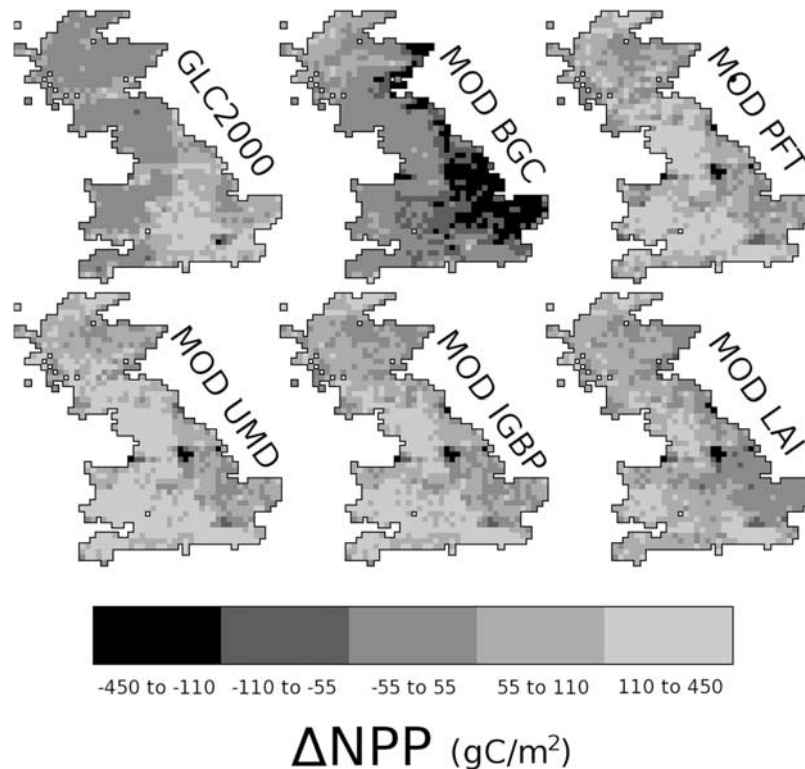 GLC2000
MOD BGC
MOD PFT
MOD UMD
MOD IGBP
MOD LAI
-450 to -110
-110 to -55
-55 to 55
55 to 110
110 to 450
ΔNPP (gC/m²)